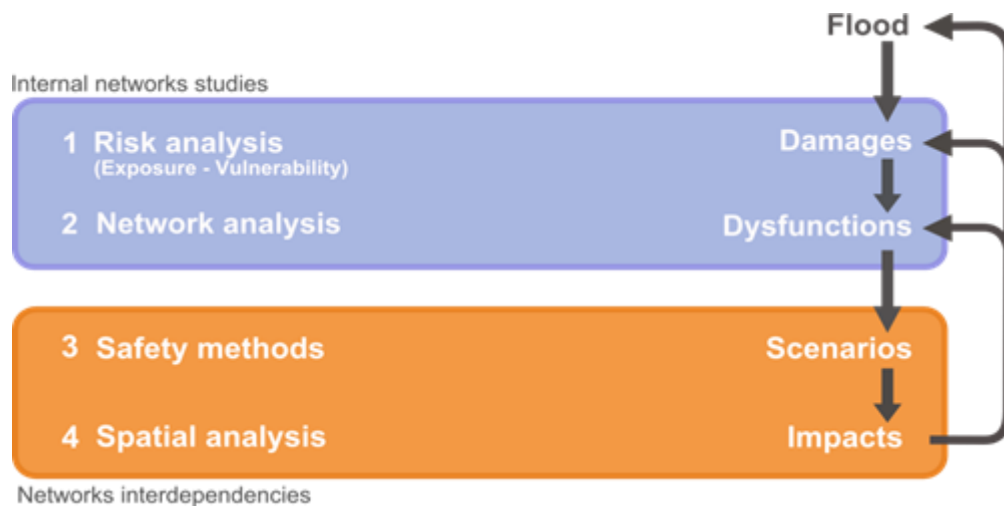 Flood
Internal networks studies
1 Risk analysis
(Exposure - Vulnerability)
Damages
2 Network analysis
Dysfunctions
3 Safety methods
Scenarios
4 Spatial analysis
Impacts
Networks interdependencies